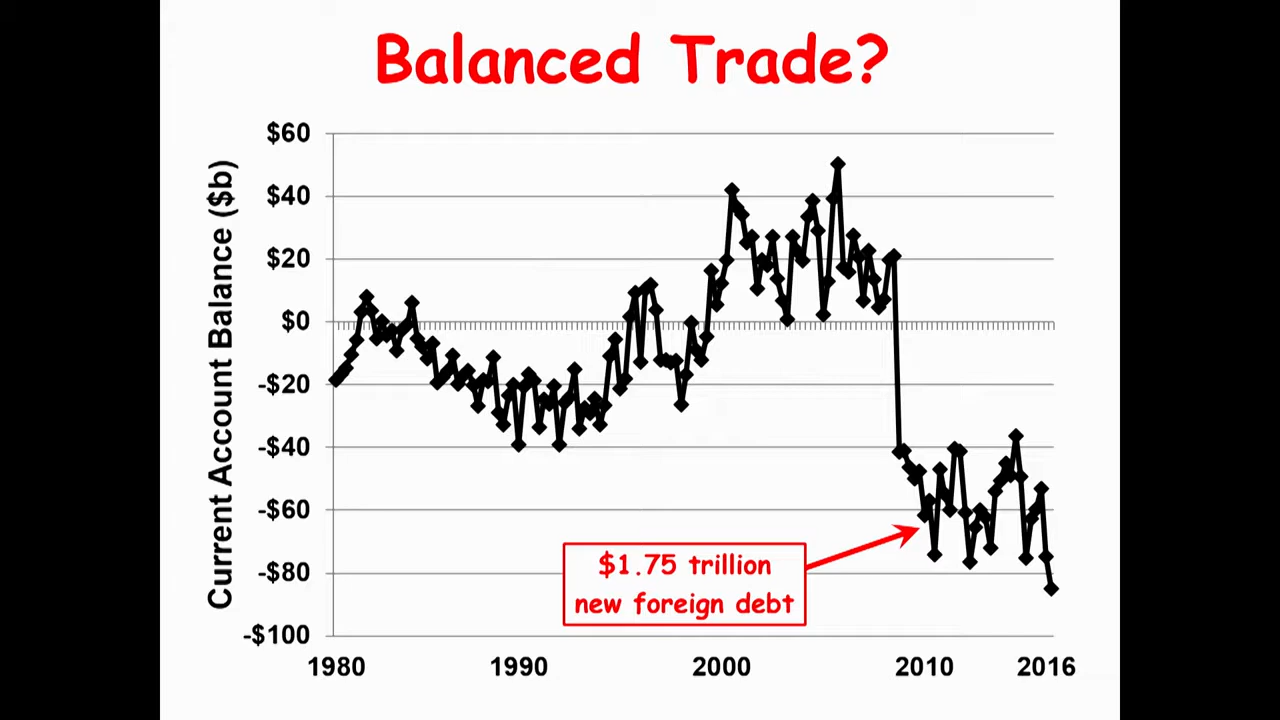 Balanced Trade?
Current Account Balance ($b)
$60
$40
$20
$0
-$20
-$40
-$60
-$80
-$100
$1.75 trillion
new foreign debt
1980 1990 2000 2010 2016